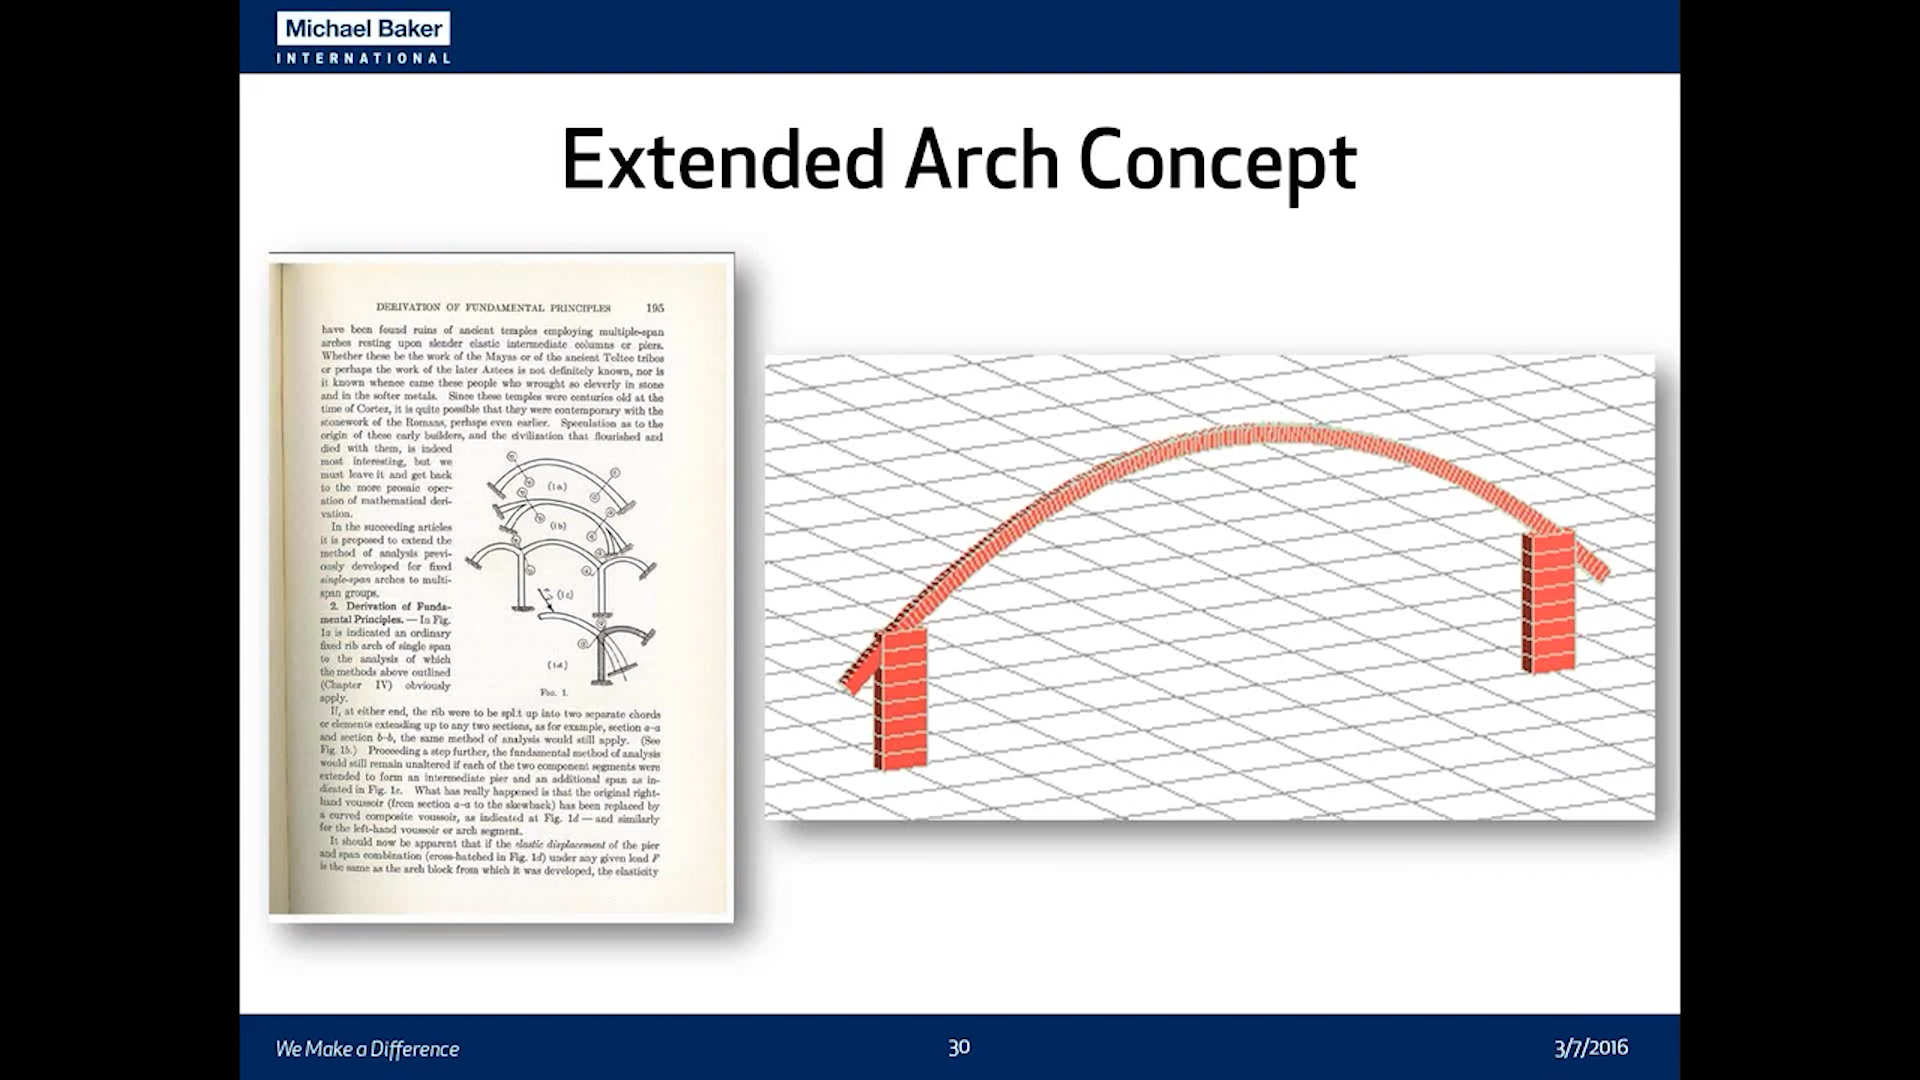 Michael Baker
INTERNATIONAL
Extended Arch Concept
DERIVATION OF FUNDAMENTAL PRINCIPLES 195
have been found ruins of ancient temples employing multiple-span
arches resting upon slender elastic intermediate columns or piers.
Whether these be the work of the Mayas or of the ancient Toltec tribes
or perhaps the work of the later Aztecs is not definitely known, nor is
it known whence came these people who wrought so cleverly in stone
and in the softer metals. Since these temples were centuries old at the
time of Cortez, it is quite possible that they were contemporary with the
stonework of the Romans, perhaps even earlier. Speculation as to the
origin of these early builders, and the civilization that flourished and
died with them, is indeed
most interesting, but we
must leave it and get back
to the more prosaic oper-
ation of mathematical deri-
vation.
In the succeeding articles
it is proposed to extend the
method of analysis previ-
ously developed for fixed
single-span arches to multi-
span groups.
2. Derivation of Funda-
mental Principles. — In Fig.
1a is indicated an ordinary
fixed rib arch of single span
to the analysis of which
the methods above outlined
(Chapter IV) obviously
apply.
(1a)
(1b)
(1c)
(1d)
Fig. 1.
If, at either end, the rib were to be split up into two separate chords
or elements extending up to any two sections, as for example, section a–a
and section b–b, the same method of analysis would still apply. (See
Fig. 1b.) Proceeding a step further, the fundamental method of analysis
would still remain unaltered if each of the two component segments were
extended to form an intermediate pier and an additional span as in-
dicated in Fig. 1c. What has really happened is that the original right-
hand voussoir (from section a–a to the skewback) has been replaced by
a curved composite voussoir, as indicated at Fig. 1d — and similarly
for the left-hand voussoir or arch segment.
It should now be apparent that if the elastic displacement of the pier
and span combination (cross-hatched in Fig. 1d) under any given load F
is the same as the arch block from which it was developed, the elasticity
We Make a Difference
30
3/7/2016